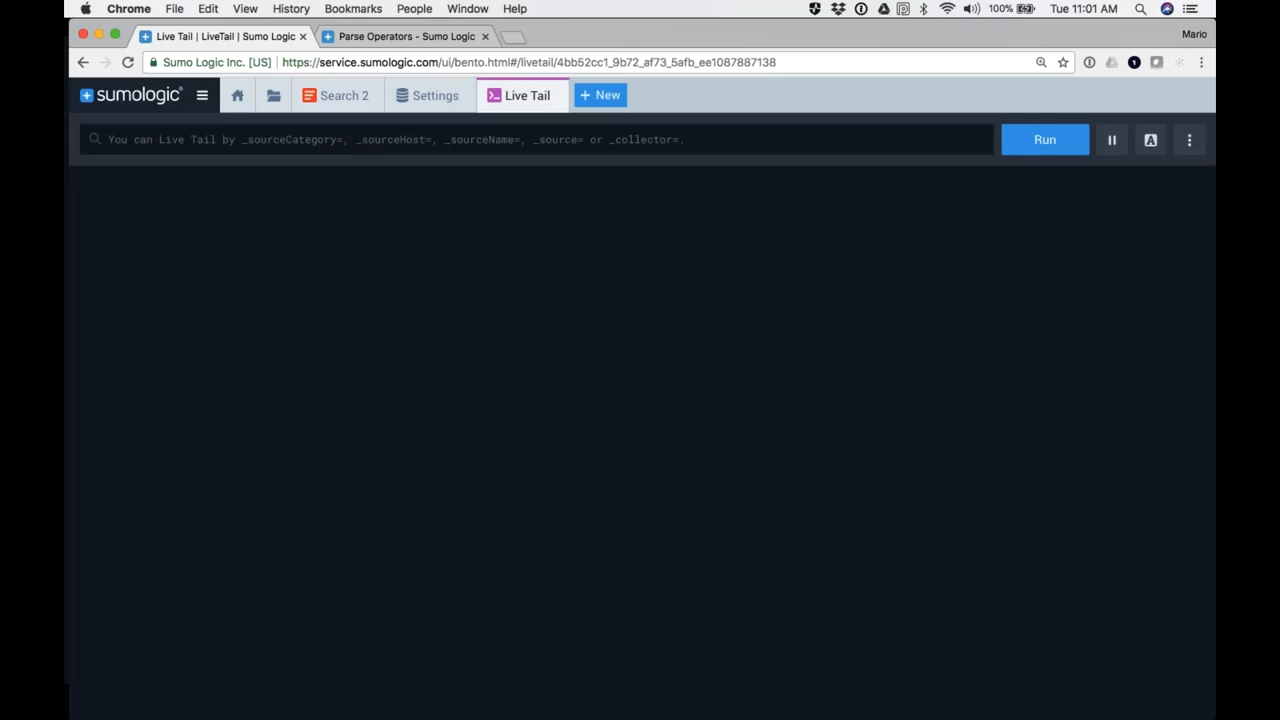 Chrome File Edit View History Bookmarks People Window Help 100% Tue 11:01 AM
Live Tail | LiveTail | Sumo Logic Parse Operators - Sumo Logic Mario
Sumo Logic Inc. [US] https://service.sumologic.com/ui/bento.html#/livetail/4bb52cc1_9b72_af73_5afb_ee1087887138
sumologic Search 2 Settings Live Tail + New
You can Live Tail by _sourceCategory=, _sourceHost=, _sourceName=, _source= or _collector=. Run A